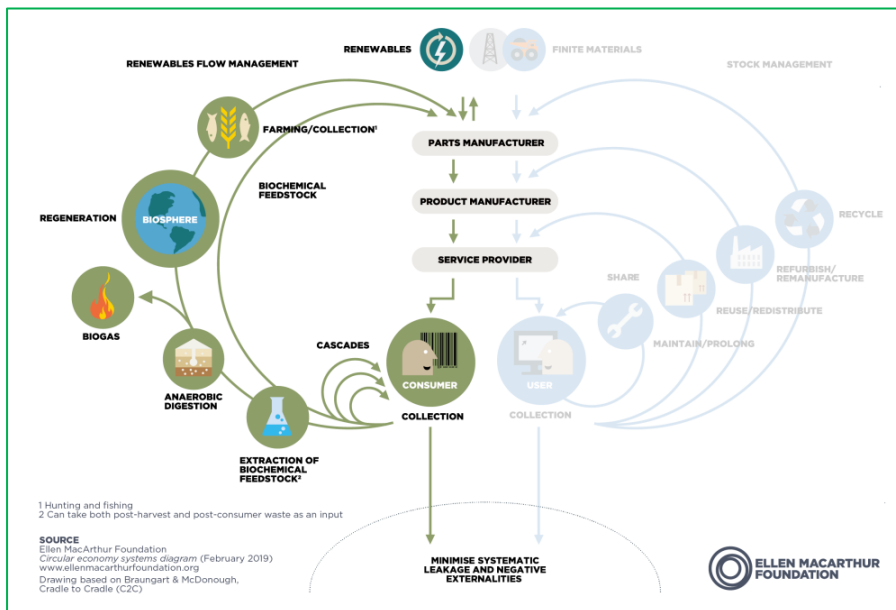 RENEWABLES
FINITE MATERIALS
RENEWABLES FLOW MANAGEMENT
STOCK MANAGEMENT
FARMING/COLLECTION¹
PARTS MANUFACTURER
BIOCHEMICAL
FEEDSTOCK
PRODUCT MANUFACTURER
REGENERATION
BIOSPHERE
RECYCLE
SERVICE PROVIDER
SHARE
REFURBISH/
REMANUFACTURE
REUSE/REDISTRIBUTE
BIOGAS
CASCADES
MAINTAIN/PROLONG
CONSUMER
USER
ANAEROBIC
DIGESTION
COLLECTION
COLLECTION
EXTRACTION OF
BIOCHEMICAL
FEEDSTOCK²
1 Hunting and fishing
2 Can take both post-harvest and post-consumer waste as an input
SOURCE
Ellen MacArthur Foundation
Circular economy systems diagram (February 2019)
www.ellenmacarthurfoundation.org
Drawing based on Braungart & McDonough,
Cradle to Cradle (C2C)
MINIMISE SYSTEMATIC
LEAKAGE AND NEGATIVE
EXTERNALITIES
ELLEN MACARTHUR
FOUNDATION